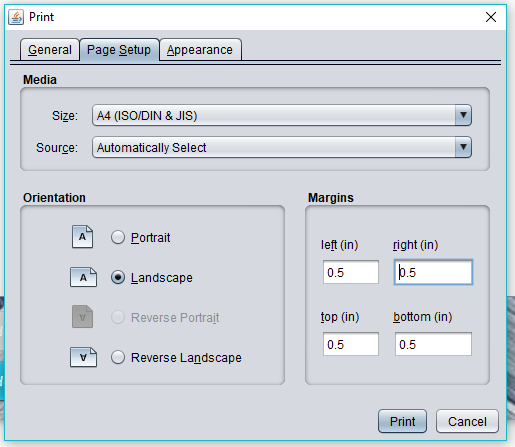 Print
General
Page Setup
Appearance
Media
Size: A4 (ISO/DIN & JIS)
Source: Automatically Select
Orientation
A Portrait
A Landscape
A Reverse Portrait
A Reverse Landscape
Margins
left (in) right (in)
0.5 0.5
top (in) bottom (in)
0.5 0.5
Print Cancel